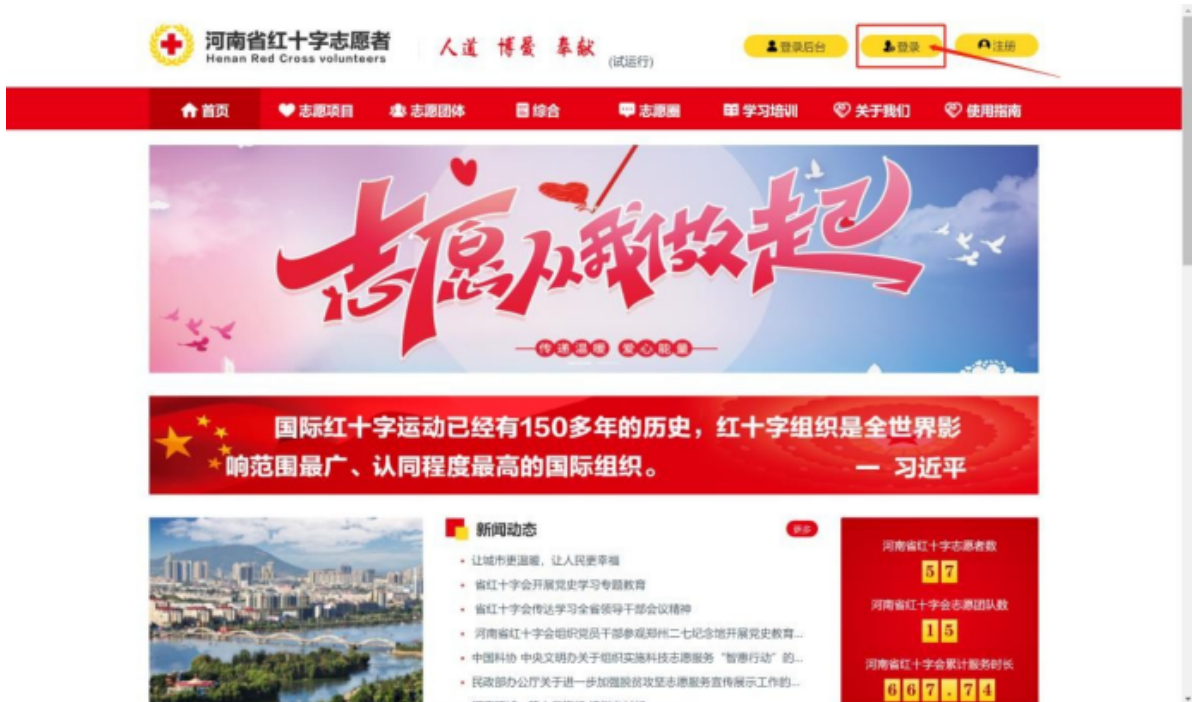 河南省红十字志愿者
Henan Red Cross volunteers
人道 博爱 奉献
(试运行)
登录后台
登录
注册
首页 志愿项目 志愿团体 综合 志愿圈 学习培训 关于我们 使用指南
志愿从我做起
传递温暖 爱心能量
国际红十字运动已经有150多年的历史，红十字组织是全世界影
响范围最广、认同程度最高的国际组织。 — 习近平
新闻动态
更多
让城市更温暖，让人民更幸福
省红十字会开展党史学习专题教育
省红十字会传达学习全省领导干部会议精神
河南省红十字会组织党员干部参观郑州二七纪念馆开展党史教育...
中国科协 中央文明办关于组织实施科技志愿服务“智惠行动”的...
民政部办公厅关于进一步加强脱贫攻坚志愿服务宣传展示工作的...
河南省红十字志愿者数
57
河南省红十字会志愿团队数
15
河南省红十字会累计服务时长
667.74